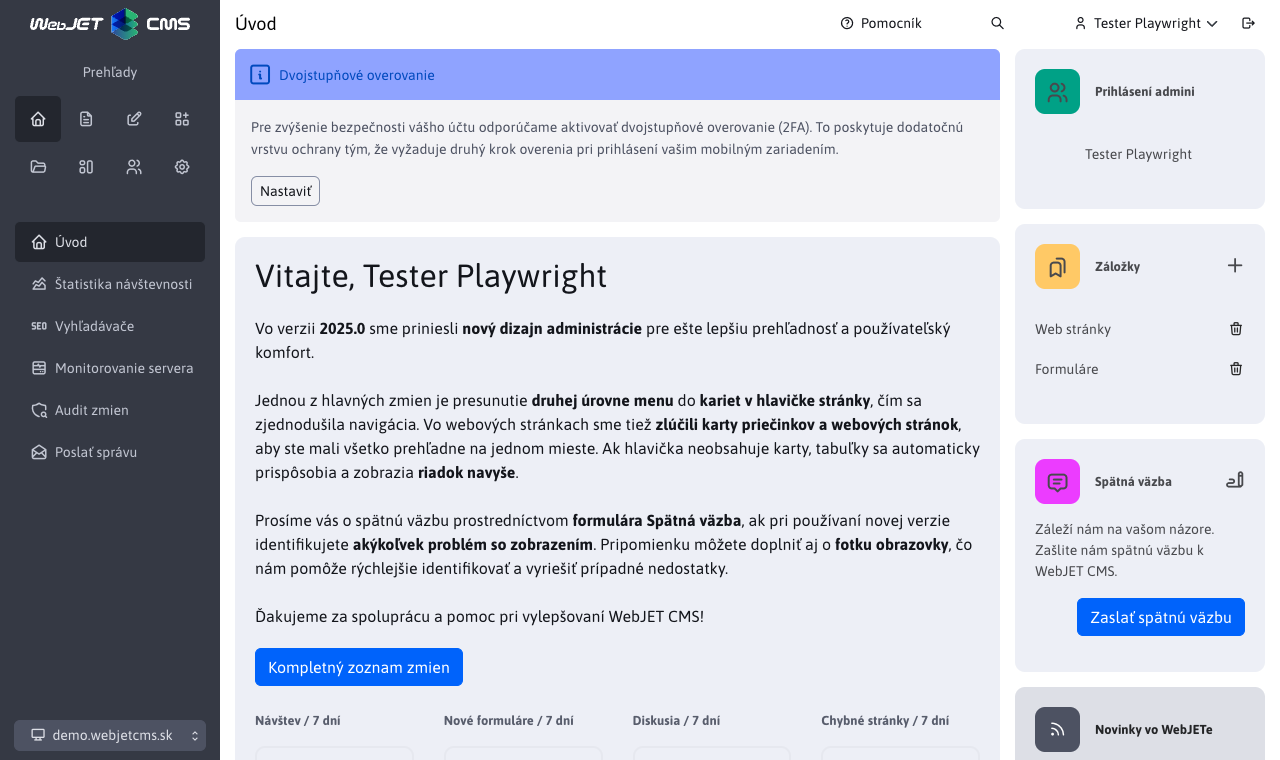 WebJET CMS
Prehľady
Úvod
Štatistika návštevnosti
SEO Vyhľadávače
Monitorovanie servera
Audit zmien
Poslať správu
demo.webjetcms.sk
Úvod
Pomocník
Tester Playwright
Dvojstupňové overovanie
Pre zvýšenie bezpečnosti vášho účtu odporúčame aktivovať dvojstupňové overovanie (2FA). To poskytuje dodatočnú
vrstvu ochrany tým, že vyžaduje druhý krok overenia pri prihlásení vašim mobilným zariadením.
Nastaviť
Vitajte, Tester Playwright
Vo verzii 2025.0 sme priniesli nový dizajn administrácie pre ešte lepšiu prehľadnosť a používateľský
komfort.
Jednou z hlavných zmien je presunutie druhej úrovne menu do kariet v hlavičke stránky, čím sa
zjednodušila navigácia. Vo webových stránkach sme tiež zlúčili karty priečinkov a webových stránok,
aby ste mali všetko prehľadne na jednom mieste. Ak hlavička neobsahuje karty, tabuľky sa automaticky
prispôsobia a zobrazia riadok navyše.
Prosíme vás o spätnú väzbu prostredníctvom formulára Spätná väzba, ak pri používaní novej verzie
identifikujete akýkoľvek problém so zobrazením. Pripomienku môžete doplniť aj o fotku obrazovky, čo
nám pomôže rýchlejšie identifikovať a vyriešiť prípadné nedostatky.
Ďakujeme za spoluprácu a pomoc pri vylepšovaní WebJET CMS!
Kompletný zoznam zmien
Návštev / 7 dní
Nové formuláre / 7 dní
Diskusia / 7 dní
Chybné stránky / 7 dní
Prihlásení admini
Tester Playwright
Záložky
Web stránky
Formuláre
Spätná väzba
Záleží nám na vašom názore.
Zašlite nám spätnú väzbu k
WebJET CMS.
Zaslať spätnú väzbu
Novinky vo WebJETe